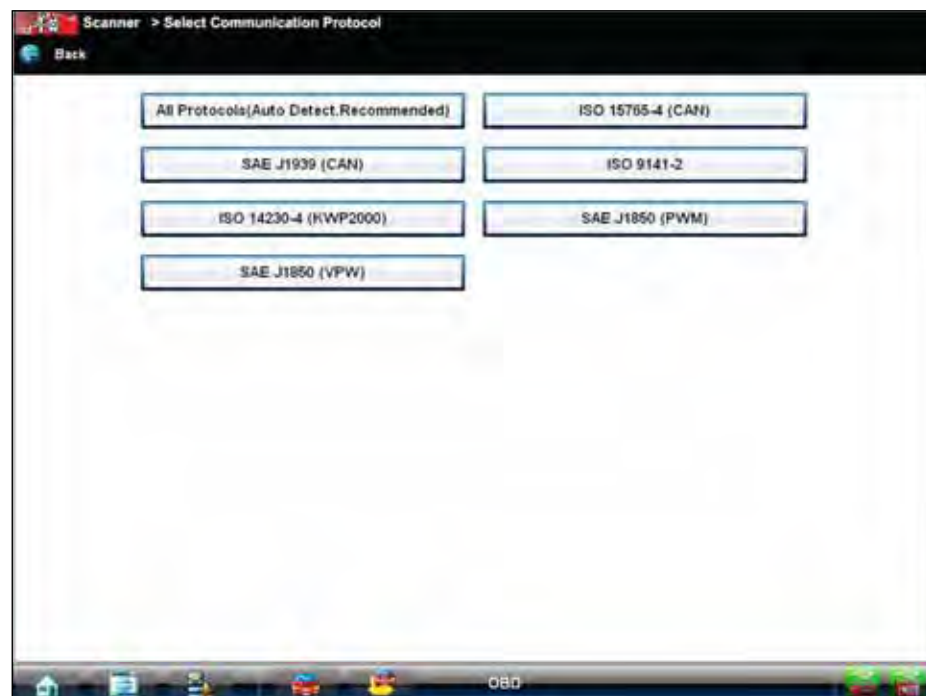 Scanner > Select Communication Protocol
Back
All Protocols(Auto Detect.Recommended)
ISO 15765-4 (CAN)
SAE J1939 (CAN)
ISO 9141-2
ISO 14230-4 (KWP2000)
SAE J1850 (PWM)
SAE J1850 (VPW)
OBD